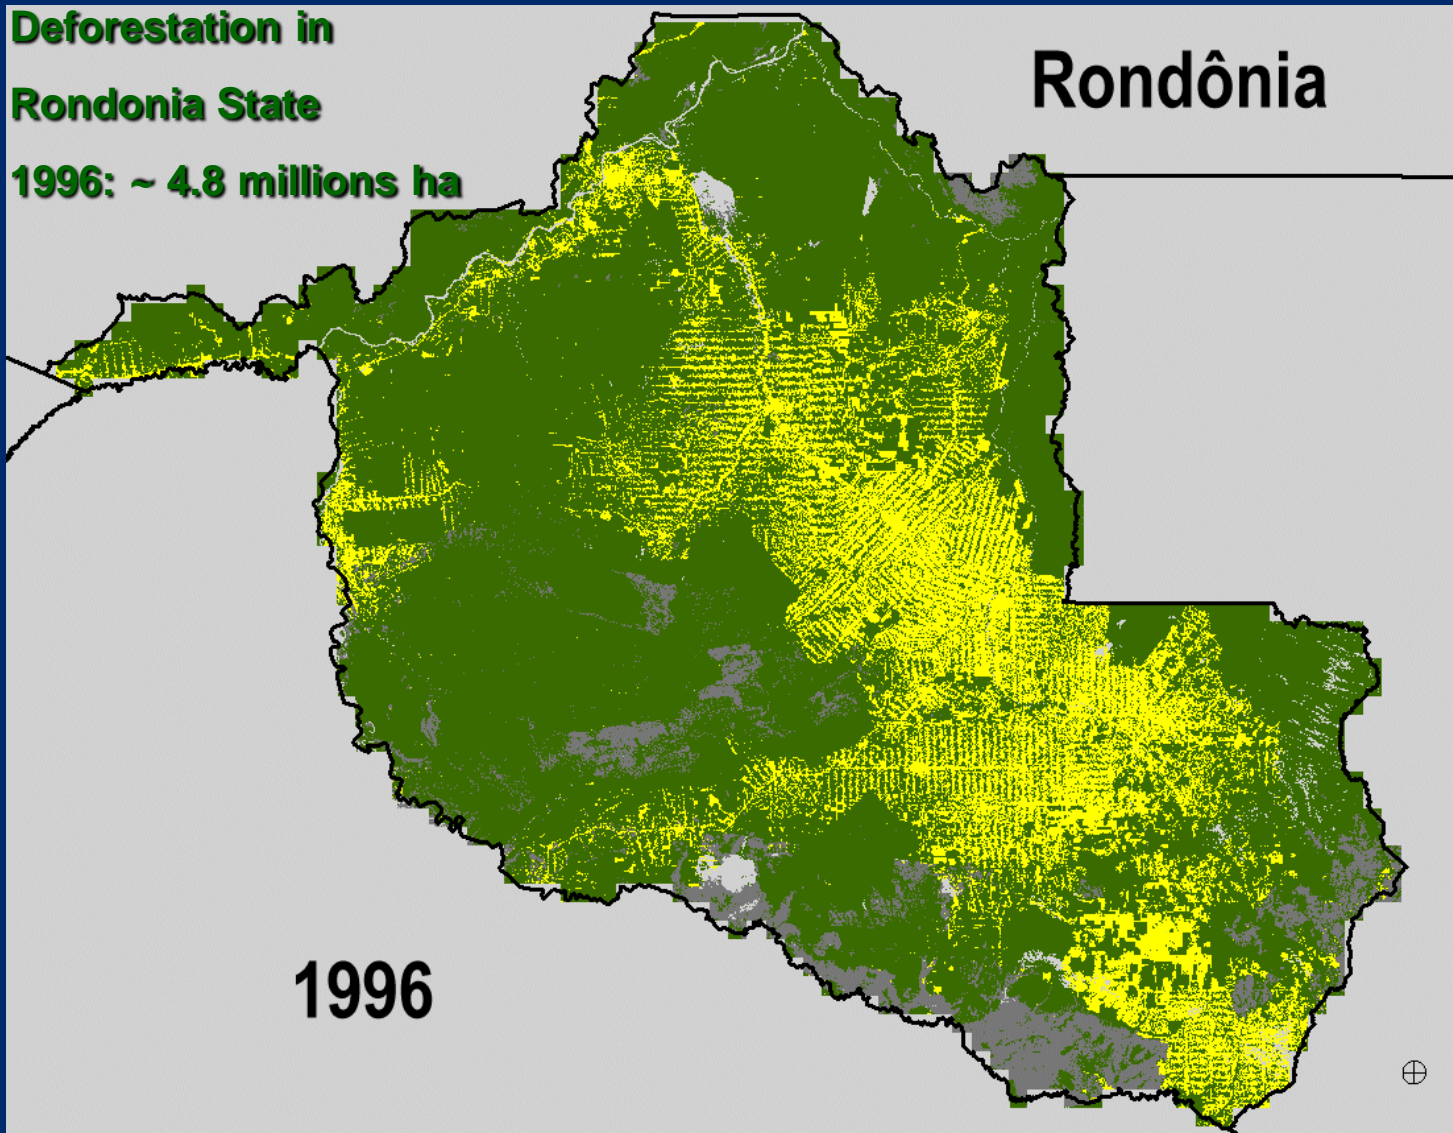 Deforestation in
Rondonia State
1996: ~ 4.8 millions ha
Rondônia
1996